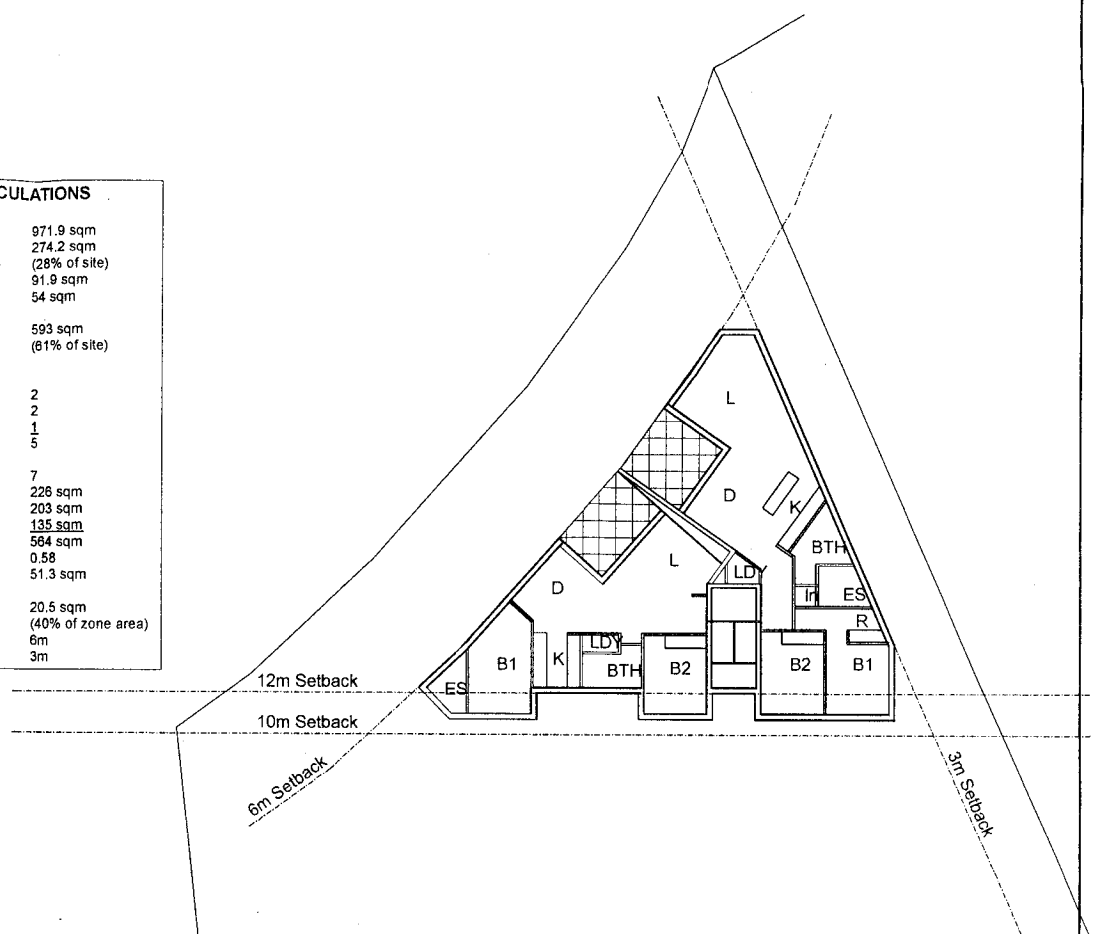 CULATIONS
971.9 sqm
274.2 sqm
(28% of site)
91.9 sqm
54 sqm
593 sqm
(61% of site)
2
2
1
5
7
226 sqm
203 sqm
135 sqm
564 sqm
0.58
51.3 sqm
20.5 sqm
(40% of zone area)
6m
3m
L
D
K
BTH
L
LDY
In
ES
D
R
LDY
B1
K
BTH
B2
B2
B1
ES
12m Setback
10m Setback
6m Setback
3m Setback